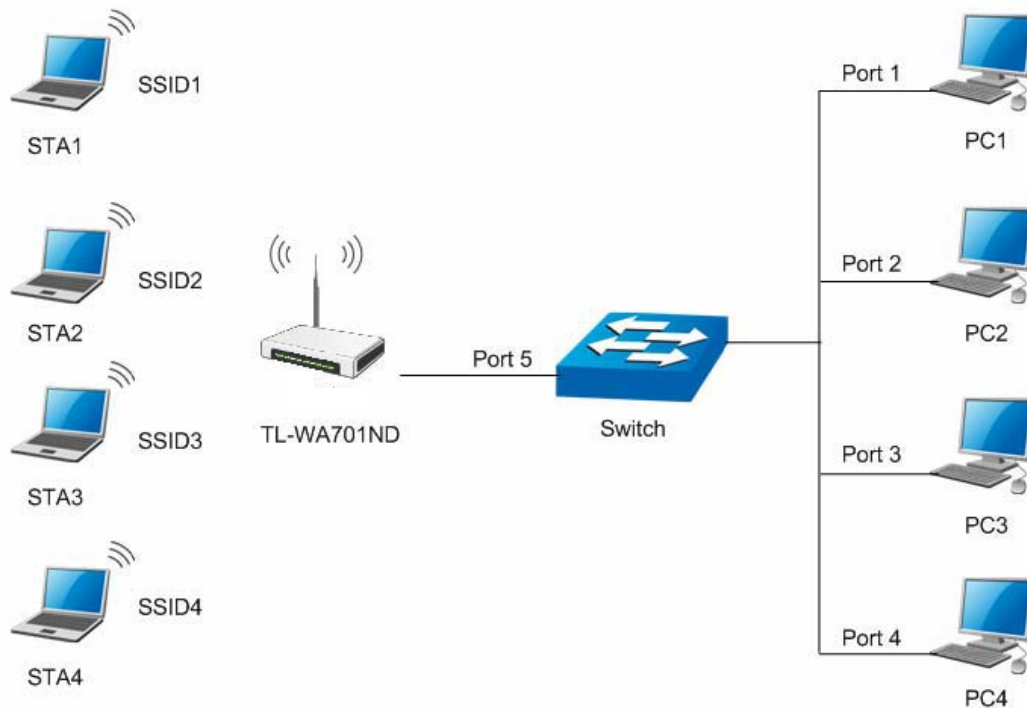 SSID1
STA1
SSID2
STA2
SSID3
STA3
SSID4
STA4
TL-WA701ND
Port 5
Switch
Port 1
PC1
Port 2
PC2
Port 3
PC3
Port 4
PC4